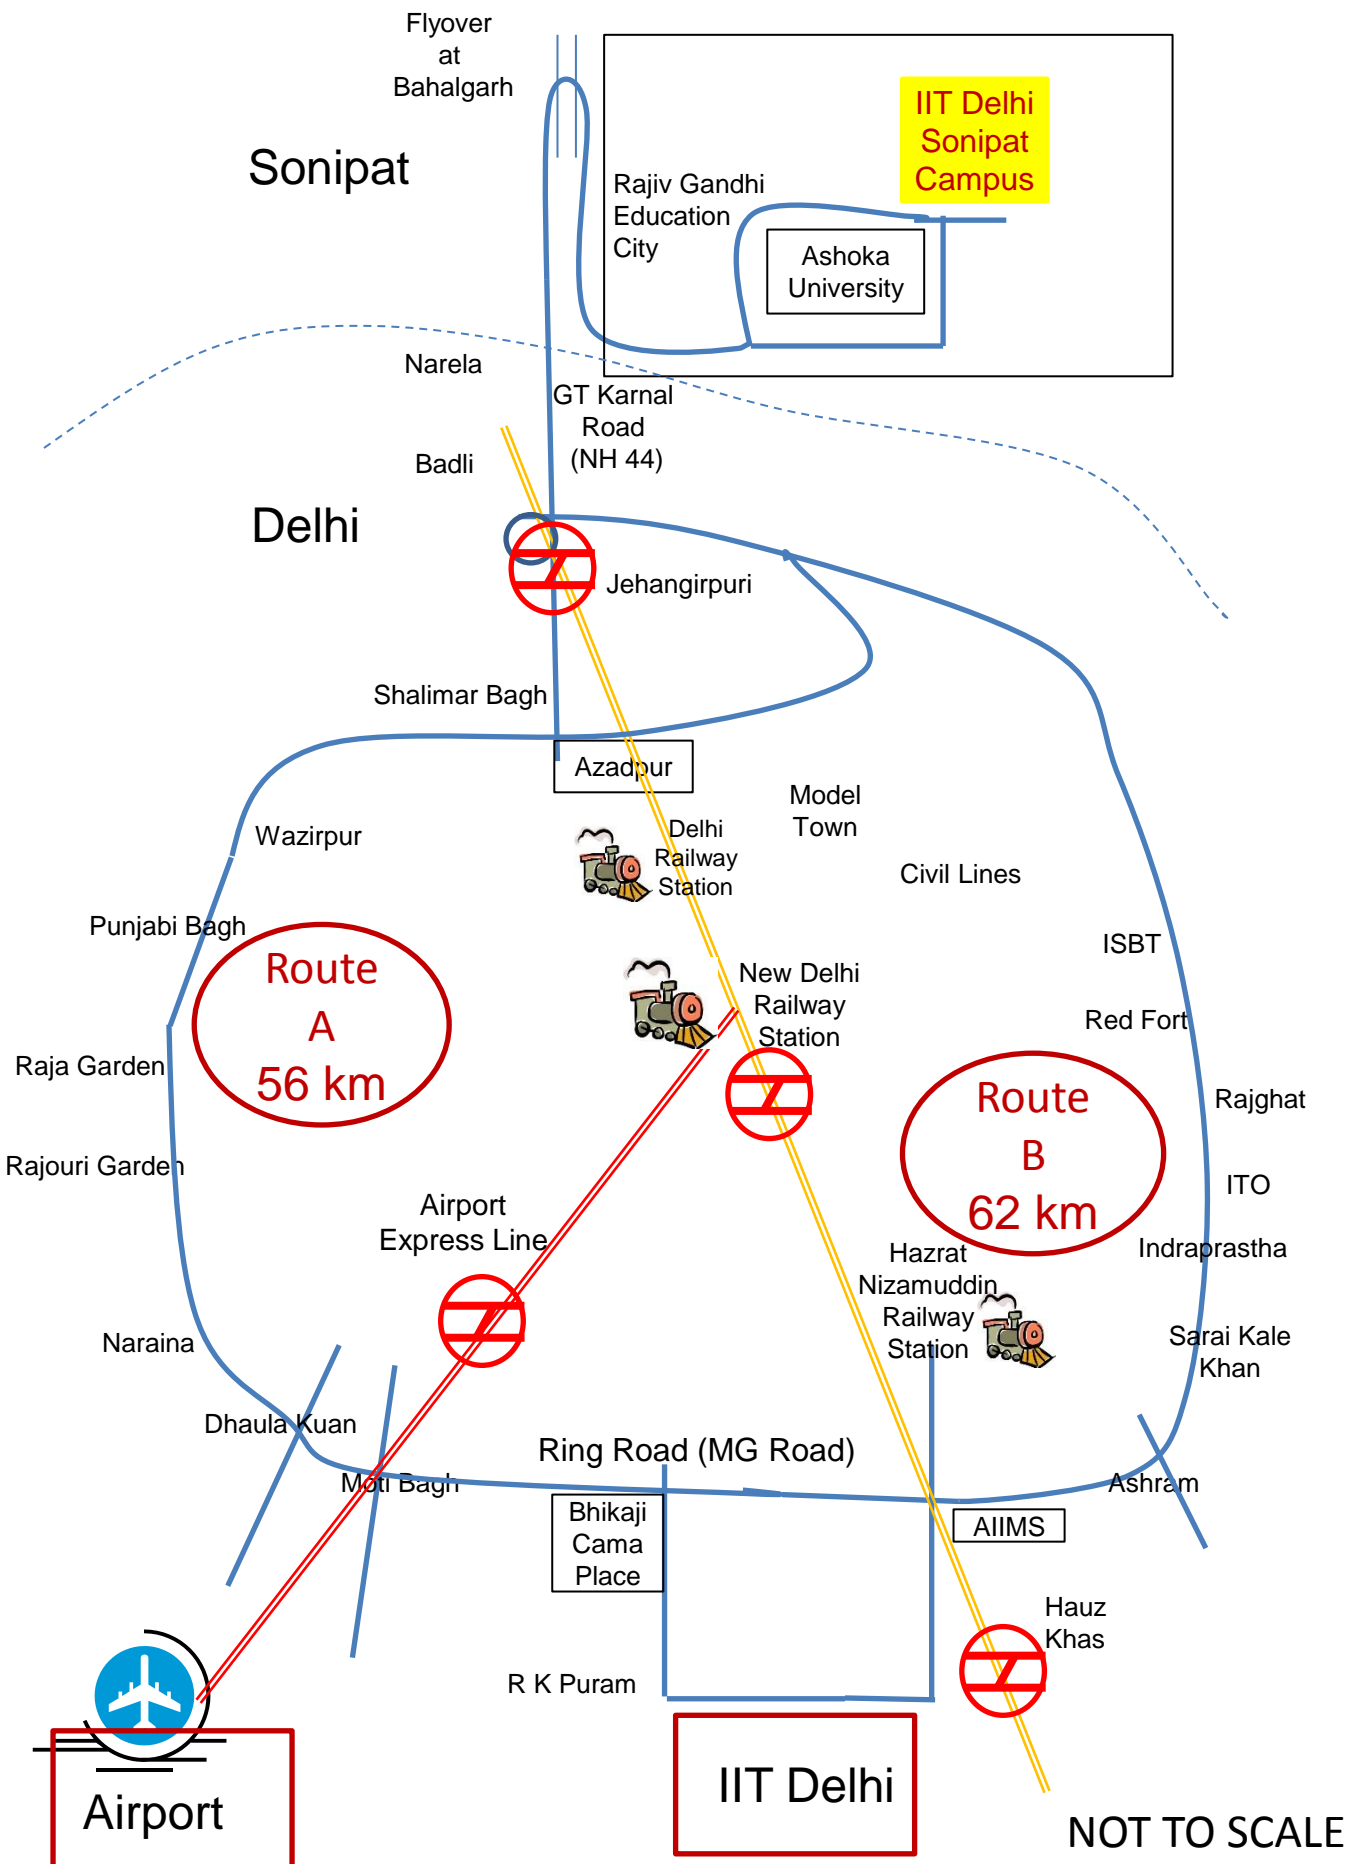 Flyover
at
Bahalgarh
IIT Delhi
Sonipat
Campus
Sonipat
Rajiv Gandhi
Education
City
Ashoka
University
Narela
GT Karnal
Road
(NH 44)
Badli
Delhi
Jehangirpuri
Shalimar Bagh
Azadpur
Model
Town
Wazirpur
Delhi
Railway
Station
Civil Lines
Punjabi Bagh
ISBT
Route
A
56 km
New Delhi
Railway
Station
Red Fort
Raja Garden
Route
B
62 km
Rajghat
Rajouri Garden
ITO
Airport
Express Line
Indraprastha
Hazrat
Nizamuddin
Railway
Station
Naraina
Sarai Kale
Khan
Dhaula Kuan
Ring Road (MG Road)
Moti Bagh
Ashram
Bhikaji
Cama
Place
AIIMS
Hauz
Khas
R K Puram
IIT Delhi
Airport
NOT TO SCALE